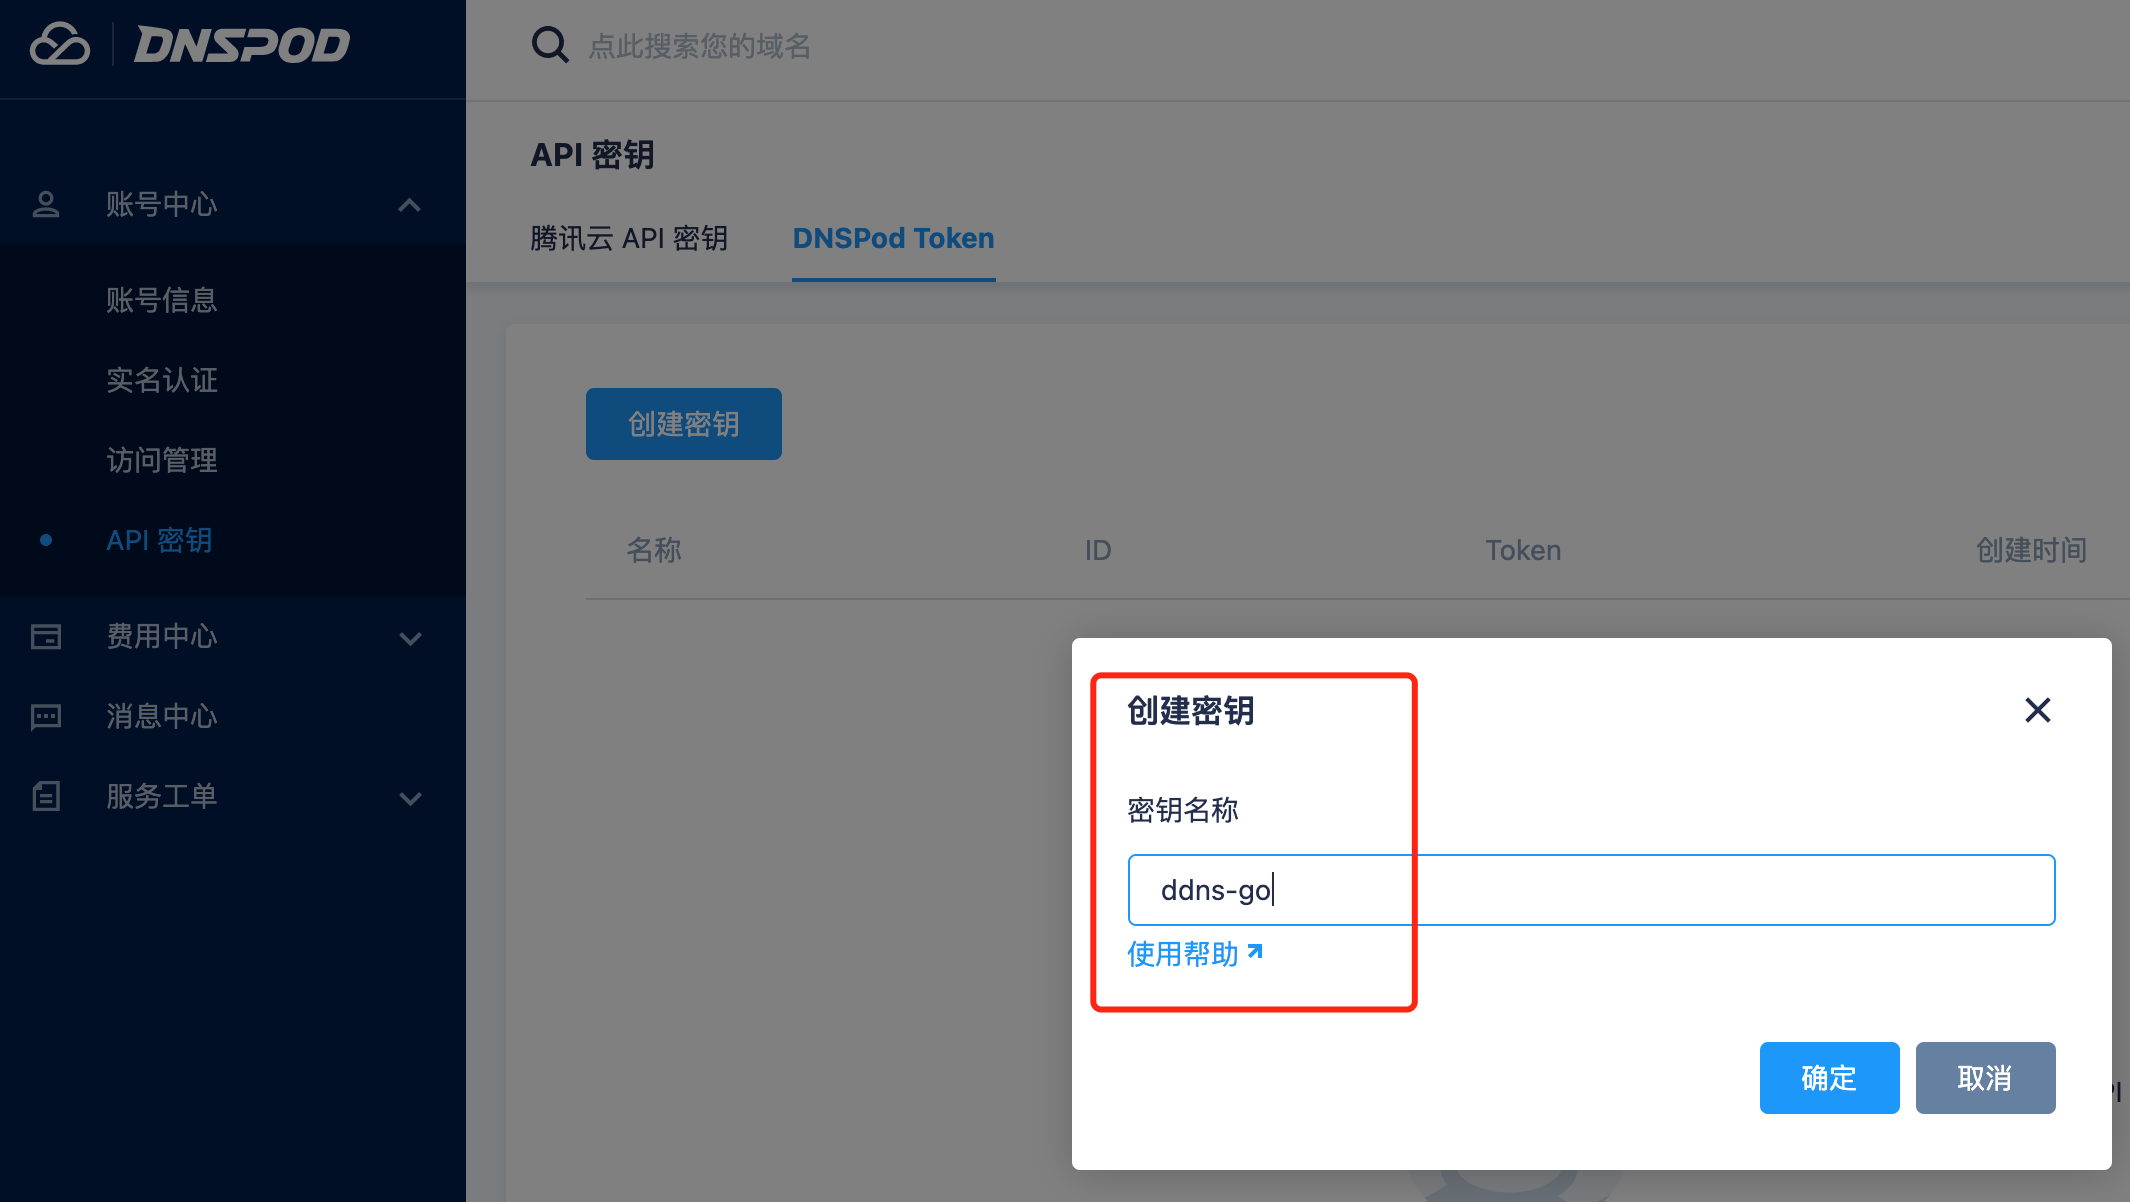 DNSPOD
点此搜索您的域名
账号中心
账号信息
实名认证
访问管理
API 密钥
费用中心
消息中心
服务工单
API 密钥
腾讯云 API 密钥
DNSPod Token
创建密钥
名称 ID Token 创建时间
创建密钥
密钥名称
ddns-go
使用帮助
确定 取消